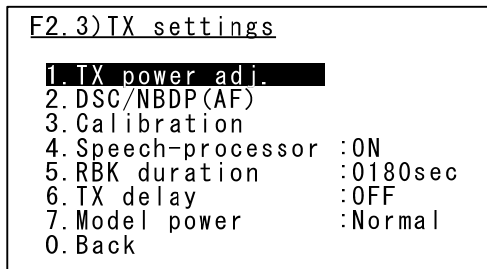 F2.3)TX settings
1.TX power adj.
2.DSC/NBDP(AF)
3.Calibration
4.Speech-processor :ON
5.RBK duration :0180sec
6.TX delay :OFF
7.Model power :Normal
0.Back